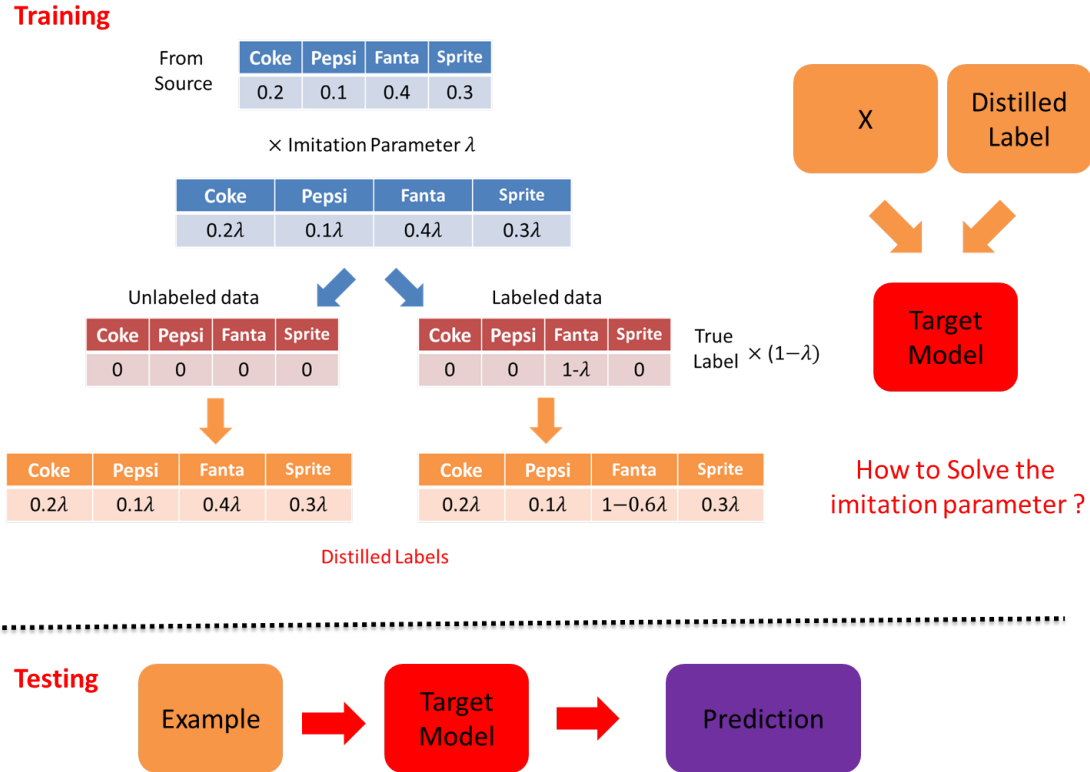 Training
From
Source
Coke Pepsi Fanta Sprite
0.2 0.1 0.4 0.3
× Imitation Parameter λ
Coke Pepsi Fanta Sprite
0.2λ 0.1λ 0.4λ 0.3λ
Unlabeled data
Coke Pepsi Fanta Sprite
0 0 0 0
Labeled data
Coke Pepsi Fanta Sprite
0 0 1-λ 0
True
Label × (1−λ)
Coke Pepsi Fanta Sprite
0.2λ 0.1λ 0.4λ 0.3λ
Coke Pepsi Fanta Sprite
0.2λ 0.1λ 1−0.6λ 0.3λ
Distilled Labels
X
Distilled
Label
Target
Model
How to Solve the
imitation parameter ?
Testing
Example
Target
Model
Prediction